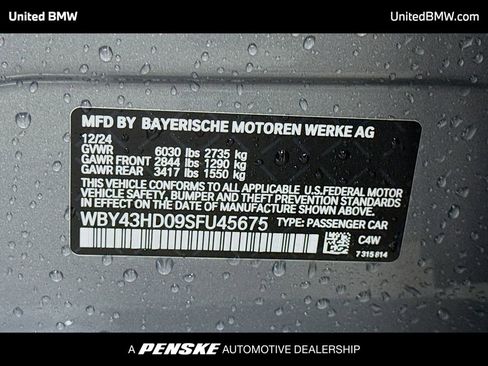 United BMW UnitedBMW.com
MFD BY BAYERISCHE MOTOREN WERKE AG
12/24
GVWR 6030 lbs 2735 kg
GAWR FRONT 2844 lbs 1290 kg
GAWR REAR 3417 lbs 1550 kg
THIS VEHICLE CONFORMS TO ALL APPLICABLE U.S.FEDERAL MOTOR
VEHICLE SAFETY, BUMPER AND THEFT PREVENTION STANDARDS
IN EFFECT ON THE DATE OF MANUFACTURE SHOWN ABOVE.
WBY43HD09SFU45675 TYPE: PASSENGER CAR
C4W
7 315 814
A PENSKE AUTOMOTIVE DEALERSHIP